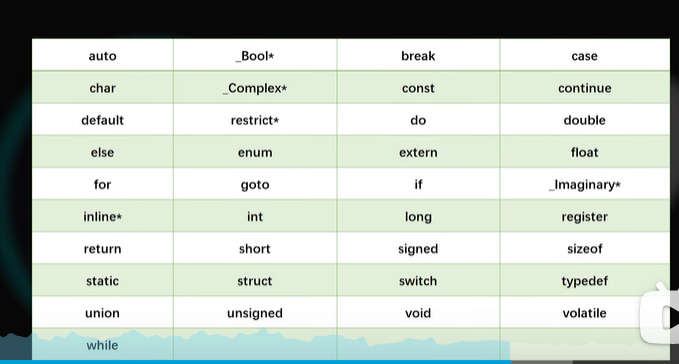 auto _Bool* break case
char _Complex* const continue
default restrict* do double
else enum extern float
for goto if _Imaginary*
inline* int long register
return short signed sizeof
static struct switch typedef
union unsigned void volatile
while